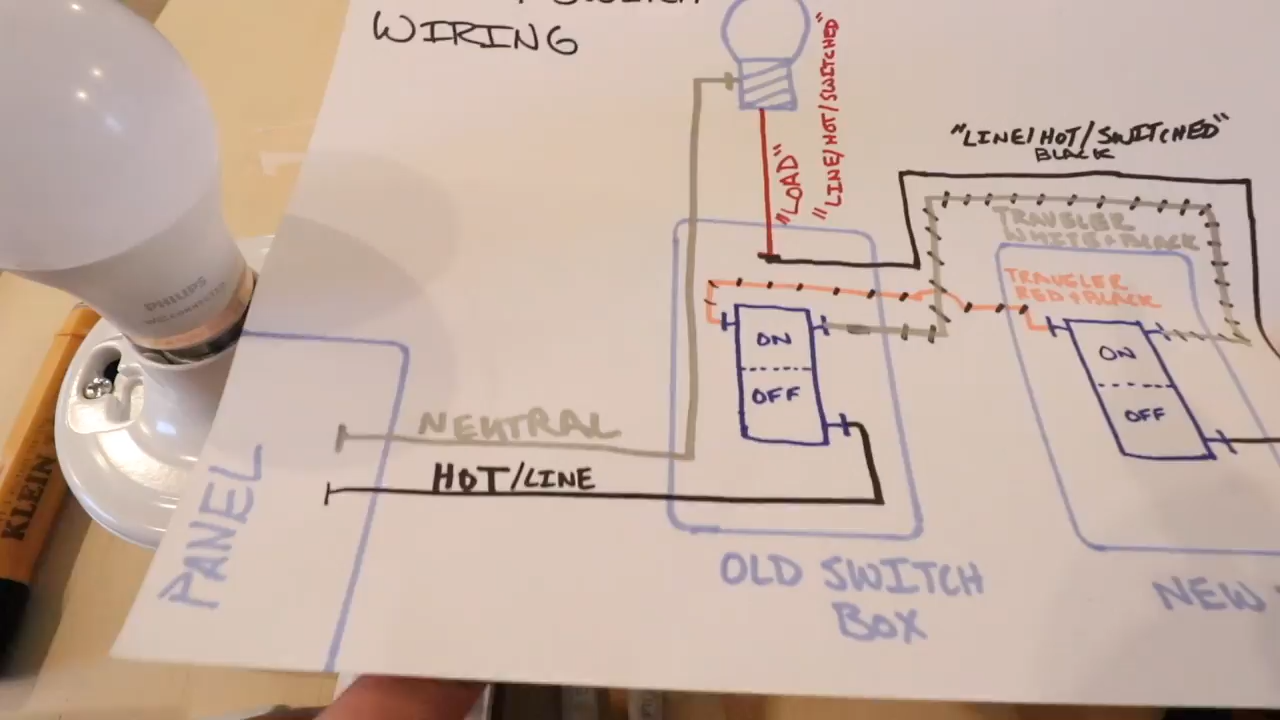 SWITCH
WIRING
"LOAD"
"LINE/HOT/SWITCHED"
"LINE/HOT/SWITCHED"
BLACK
TRAVELER
WHITE + BLACK
TRAVELER
RED + BLACK
ON
OFF
ON
OFF
NEUTRAL
HOT/LINE
PANEL
OLD SWITCH
BOX
NEW
PHILIPS
KLEIN